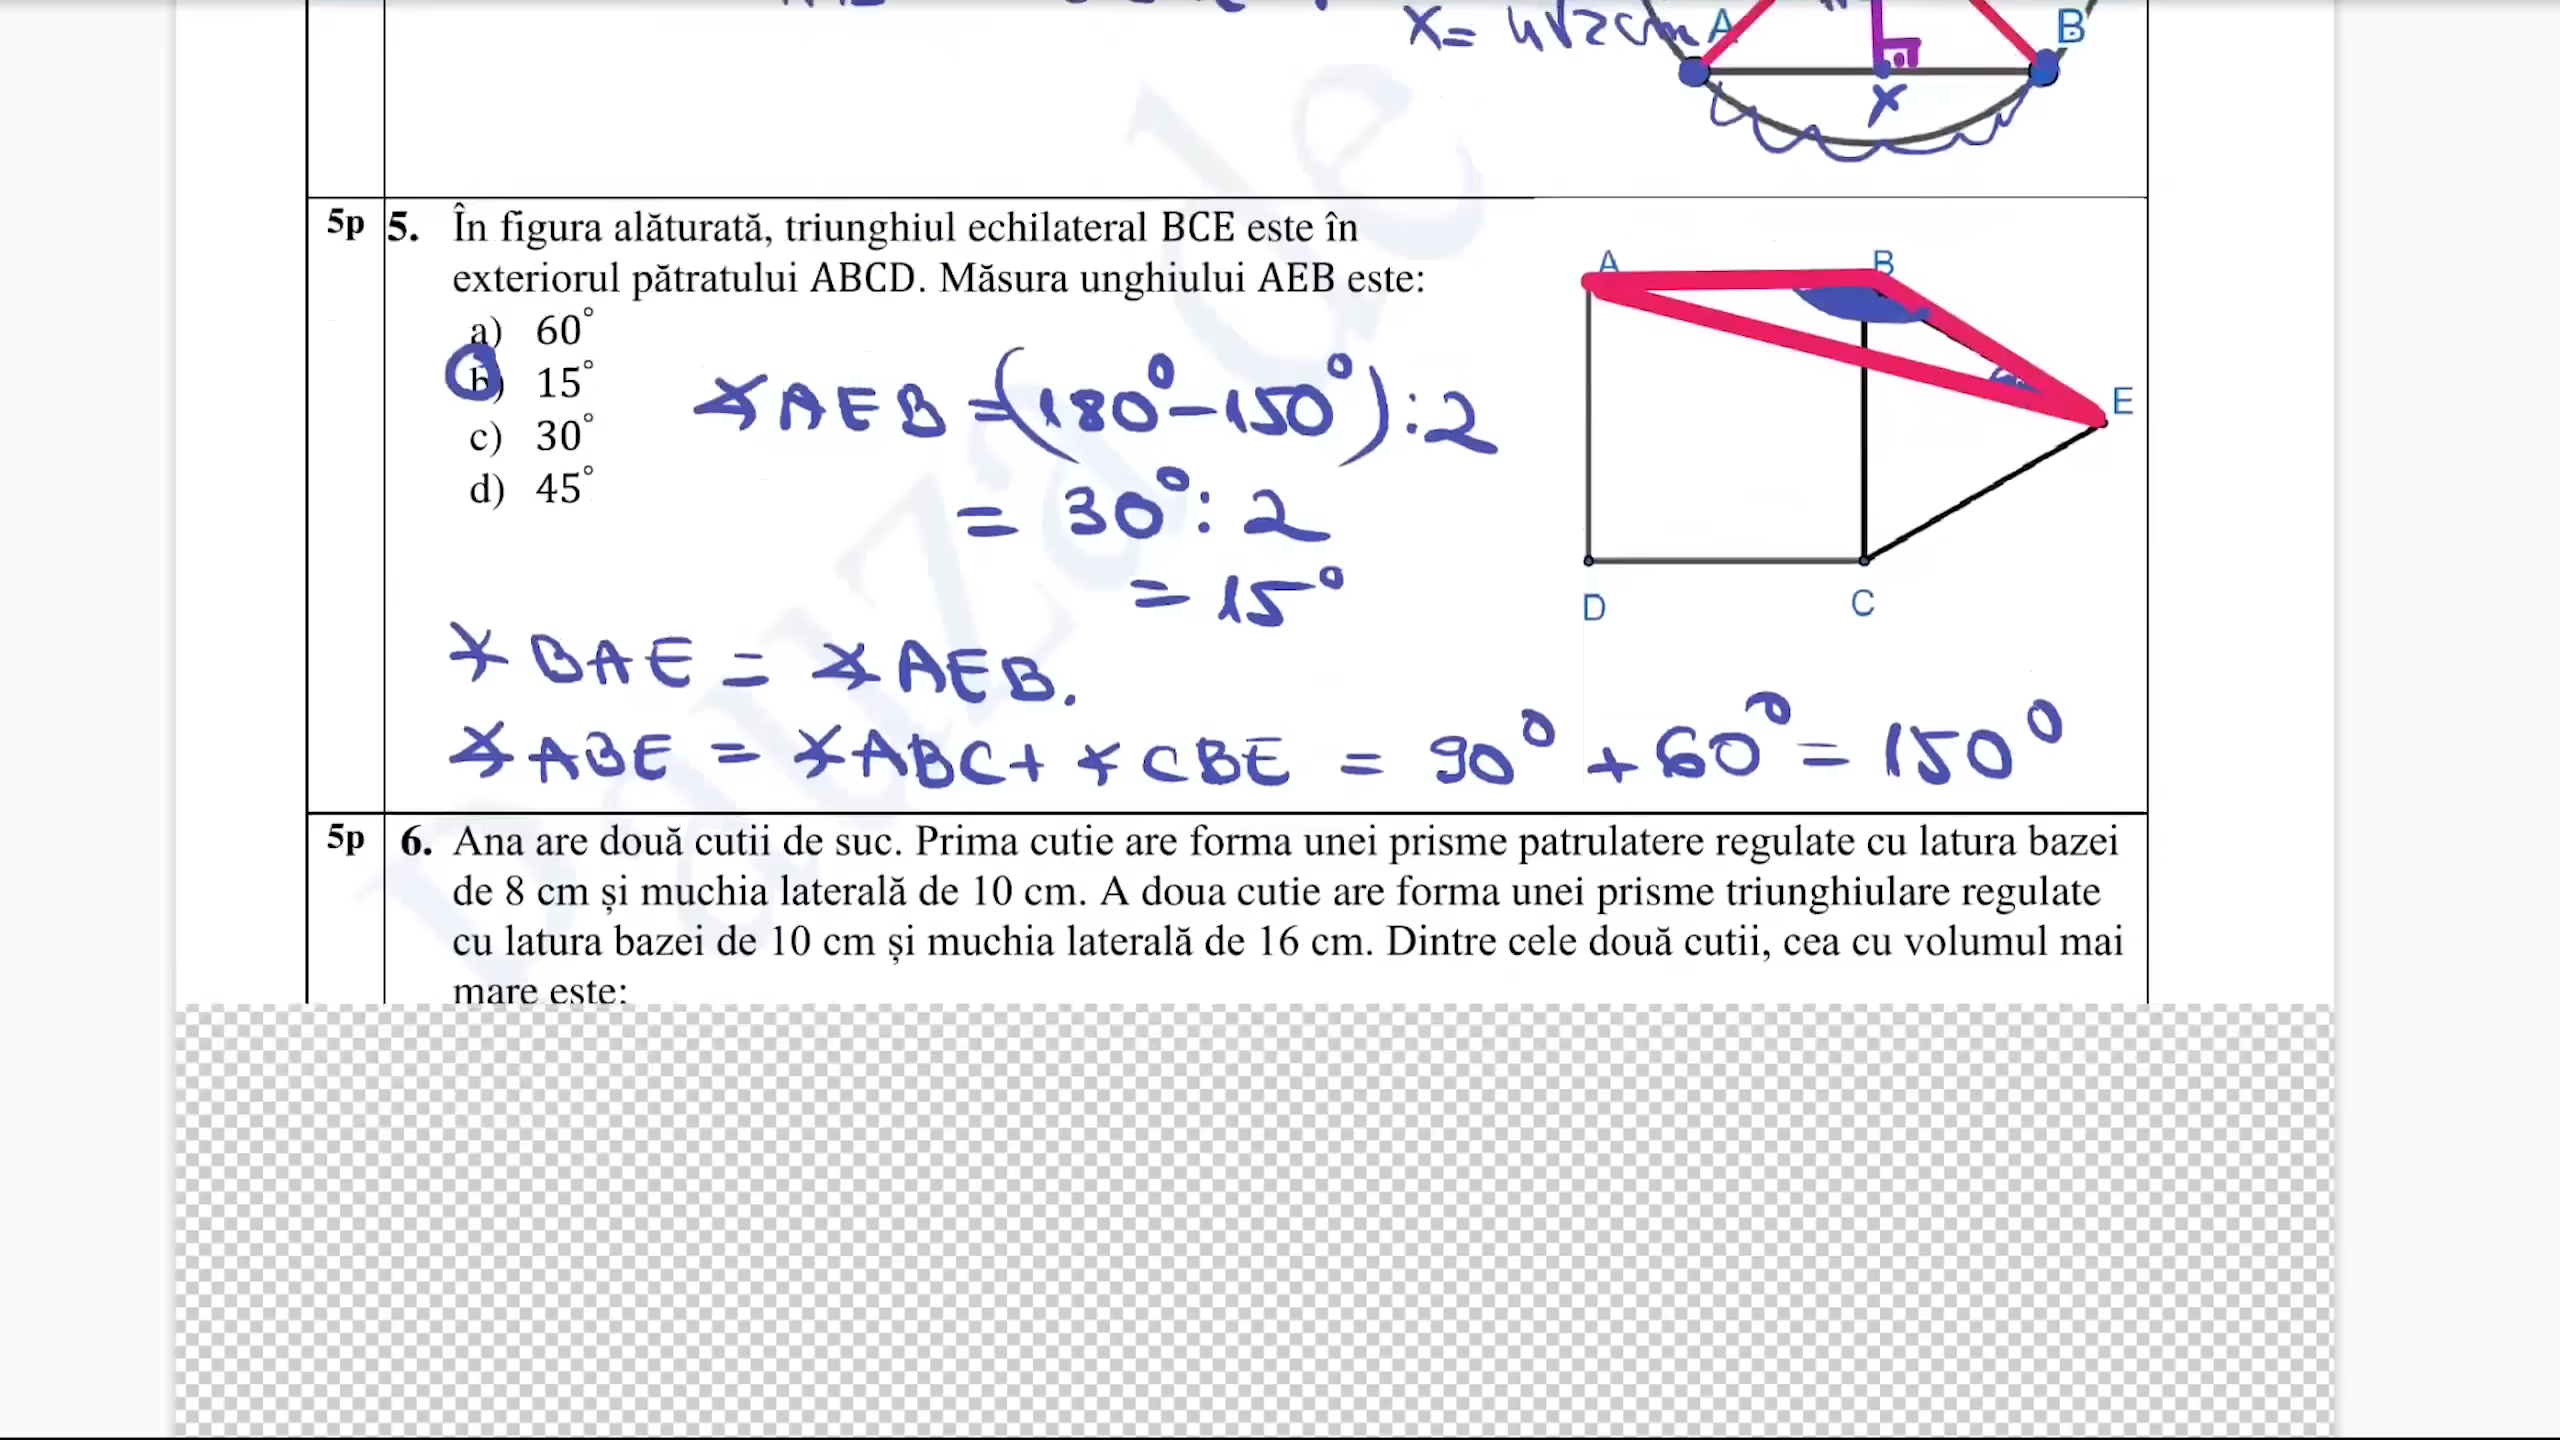 x = 4√2 cm
A
B
x
5p
5. În figura alăturată, triunghiul echilateral BCE este în
exteriorul pătratului ABCD. Măsura unghiului AEB este:
a) 60°
b) 15°
c) 30°
d) 45°
∢AEB = (180° − 150°) : 2
= 30° : 2
= 15°
A
B
E
D
C
∢BAE = ∢AEB.
∢ABE = ∢ABC + ∢CBE = 90° + 60° = 150°
5p
6. Ana are două cutii de suc. Prima cutie are forma unei prisme patrulatere regulate cu latura bazei
de 8 cm și muchia laterală de 10 cm. A doua cutie are forma unei prisme triunghiulare regulate
cu latura bazei de 10 cm și muchia laterală de 16 cm. Dintre cele două cutii, cea cu volumul mai
mare este: